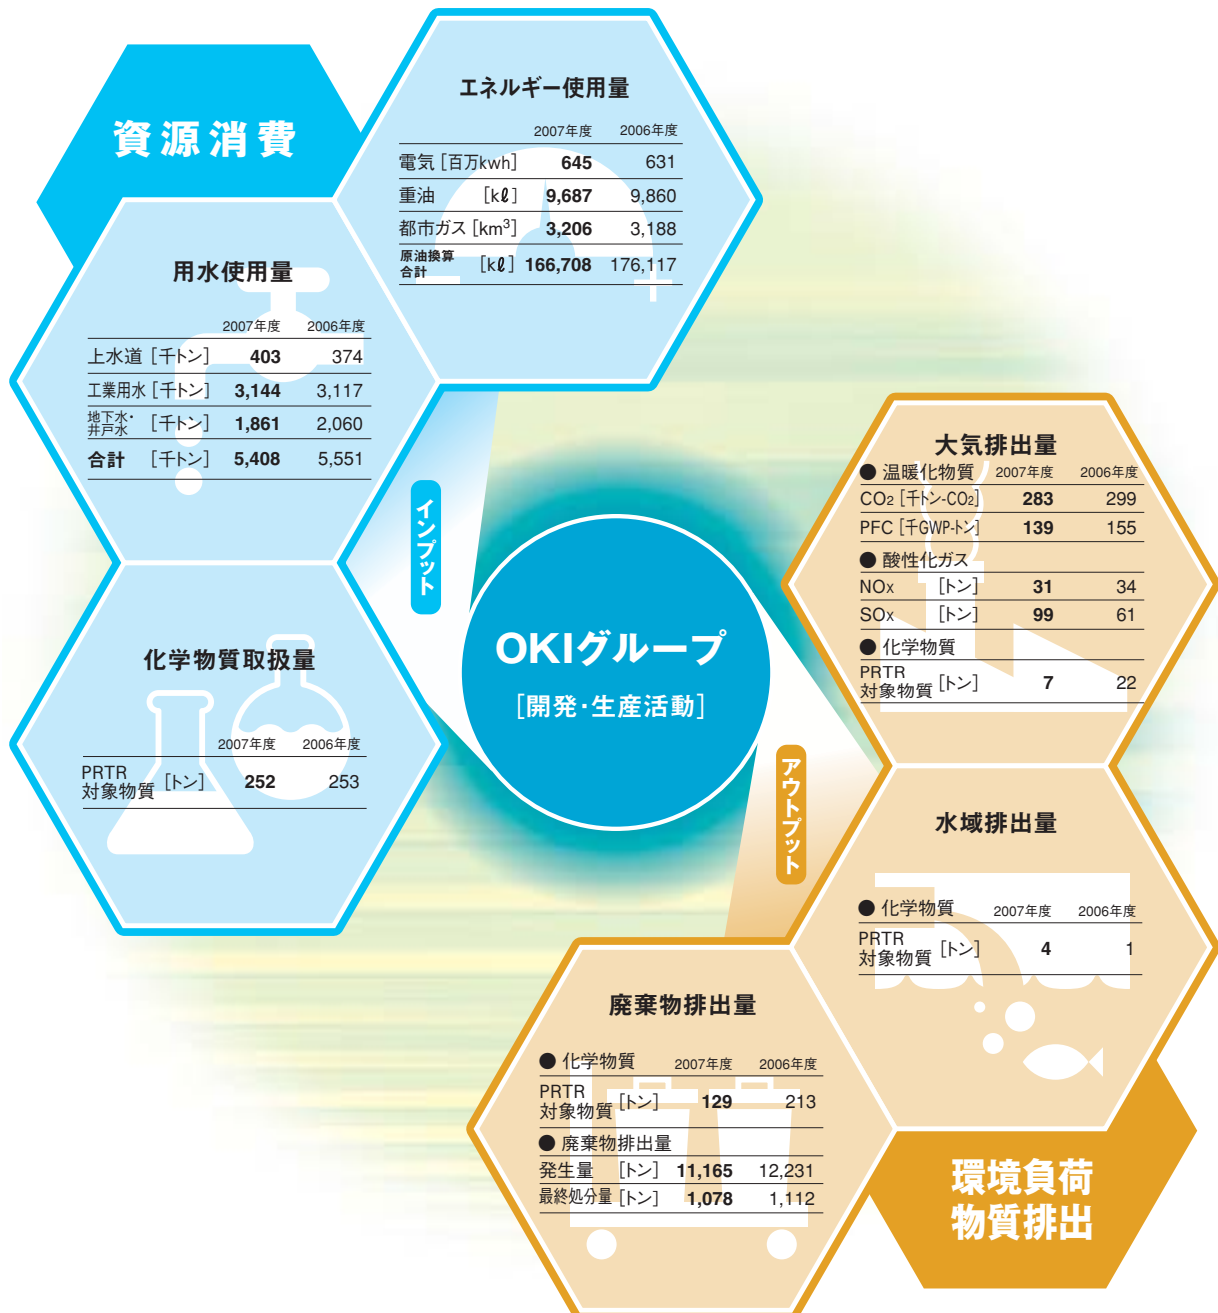 資源消費
エネルギー使用量
2007年度 2006年度
電気 [百万kwh] 645 631
重油 [kℓ] 9,687 9,860
都市ガス [km³] 3,206 3,188
原油換算
合計 [kℓ] 166,708 176,117
用水使用量
2007年度 2006年度
上水道 [千トン] 403 374
工業用水 [千トン] 3,144 3,117
地下水・
井戸水 [千トン] 1,861 2,060
合計 [千トン] 5,408 5,551
化学物質取扱量
2007年度 2006年度
PRTR
対象物質 [トン] 252 253
インプット
OKIグループ
[開発・生産活動]
アウトプット
大気排出量
● 温暖化物質 2007年度 2006年度
CO₂ [千トン-CO₂] 283 299
PFC [千GWP-トン] 139 155
● 酸性化ガス
NOx [トン] 31 34
SOx [トン] 99 61
● 化学物質
PRTR
対象物質 [トン] 7 22
水域排出量
● 化学物質 2007年度 2006年度
PRTR
対象物質 [トン] 4 1
廃棄物排出量
● 化学物質 2007年度 2006年度
PRTR
対象物質 [トン] 129 213
● 廃棄物排出量
発生量 [トン] 11,165 12,231
最終処分量 [トン] 1,078 1,112
環境負荷
物質排出